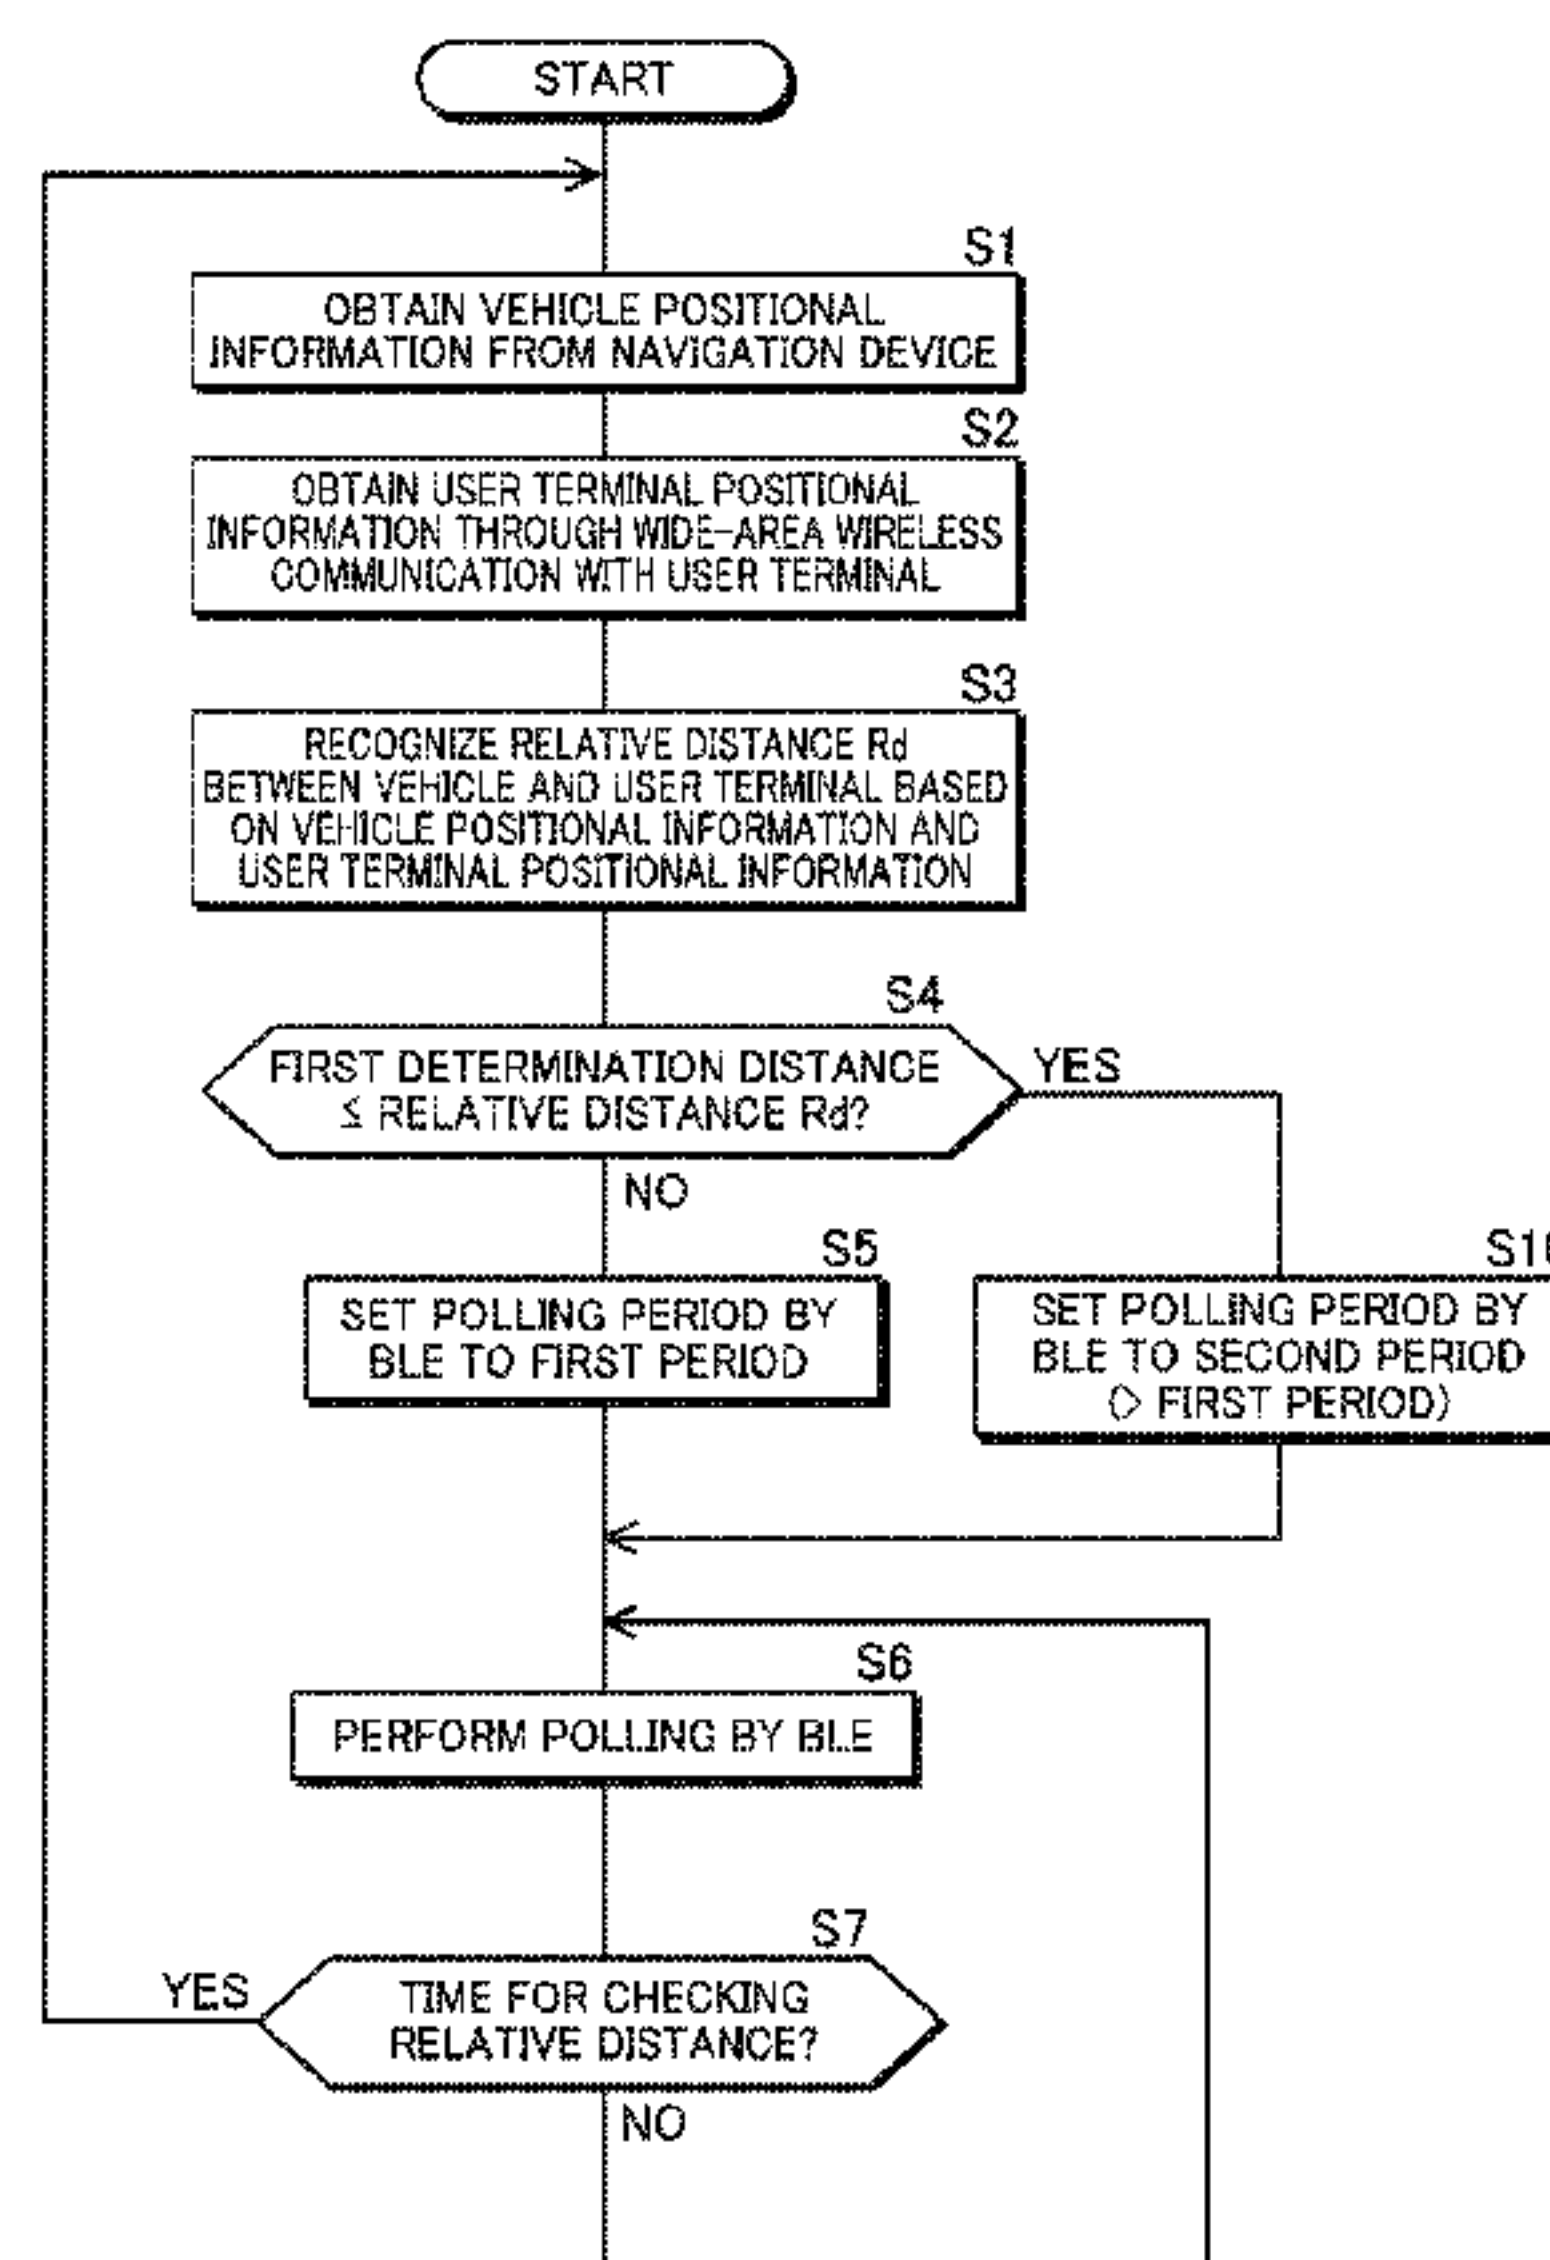 START
S1
OBTAIN VEHICLE POSITIONAL
INFORMATION FROM NAVIGATION DEVICE
S2
OBTAIN USER TERMINAL POSITIONAL
INFORMATION THROUGH WIDE-AREA WIRELESS
COMMUNICATION WITH USER TERMINAL
S3
RECOGNIZE RELATIVE DISTANCE Rd
BETWEEN VEHICLE AND USER TERMINAL BASED
ON VEHICLE POSITIONAL INFORMATION AND
USER TERMINAL POSITIONAL INFORMATION
S4
FIRST DETERMINATION DISTANCE
≤ RELATIVE DISTANCE Rd?
YES
NO
S5
SET POLLING PERIOD BY
BLE TO FIRST PERIOD
SET POLLING PERIOD BY
BLE TO SECOND PERIOD
(> FIRST PERIOD)
S6
PERFORM POLLING BY BLE
S7
YES
TIME FOR CHECKING
RELATIVE DISTANCE?
NO